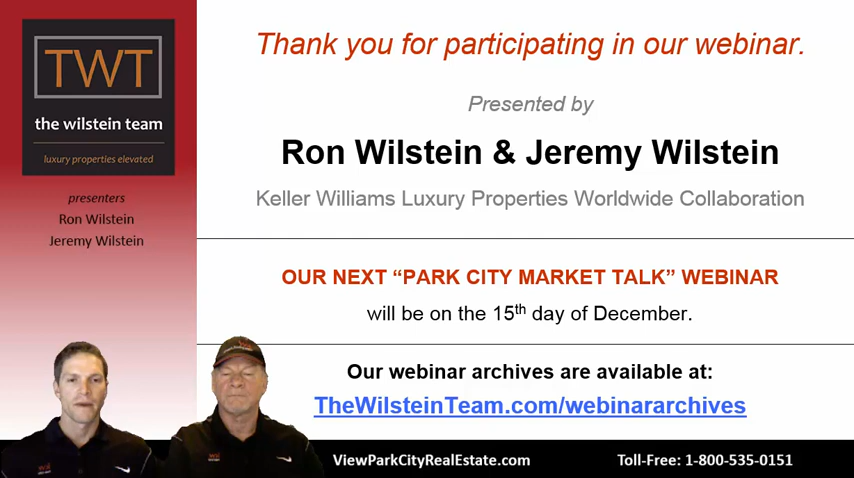 TWT
the wilstein team
luxury properties elevated
presenters
Ron Wilstein
Jeremy Wilstein
Thank you for participating in our webinar.
Presented by
Ron Wilstein & Jeremy Wilstein
Keller Williams Luxury Properties Worldwide Collaboration
OUR NEXT “PARK CITY MARKET TALK” WEBINAR
will be on the 15th day of December.
Our webinar archives are available at:
TheWilsteinTeam.com/webinararchives
ViewParkCityRealEstate.com
Toll-Free: 1-800-535-0151